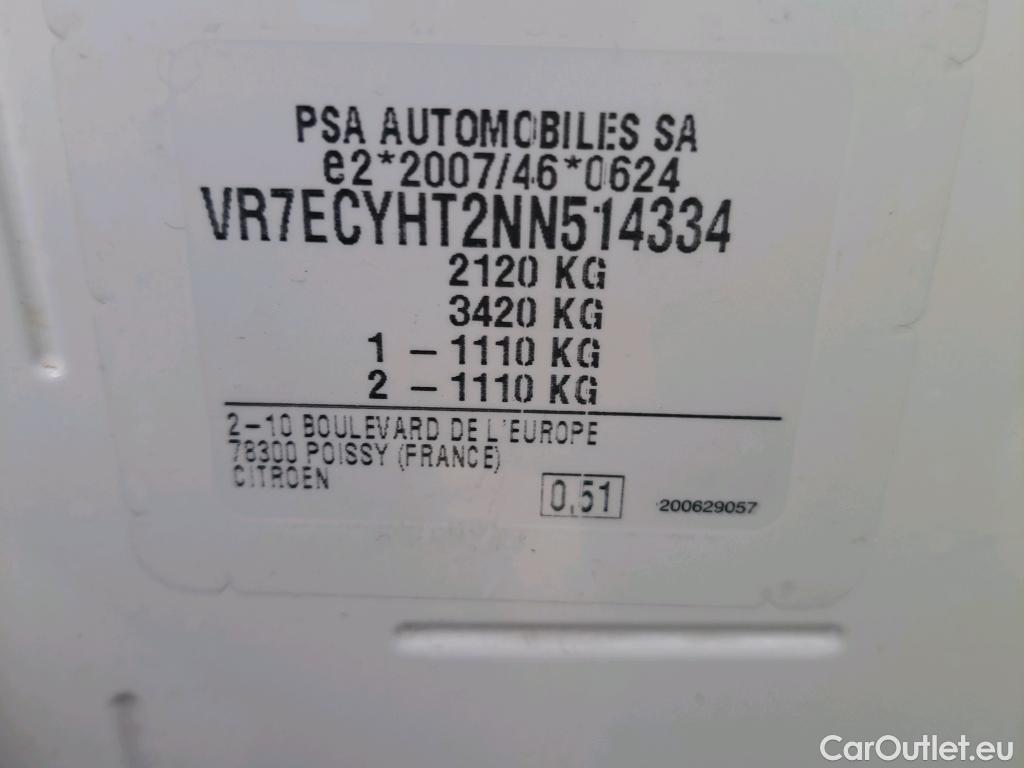 PSA AUTOMOBILES SA
e2*2007/46*0624
VR7ECYHT2NN514334
2120 KG
3420 KG
1 - 1110 KG
2 - 1110 KG
2-10 BOULEVARD DE L'EUROPE
78300 POISSY (FRANCE)
CITROEN
0,51
200629057
CarOutlet.eu